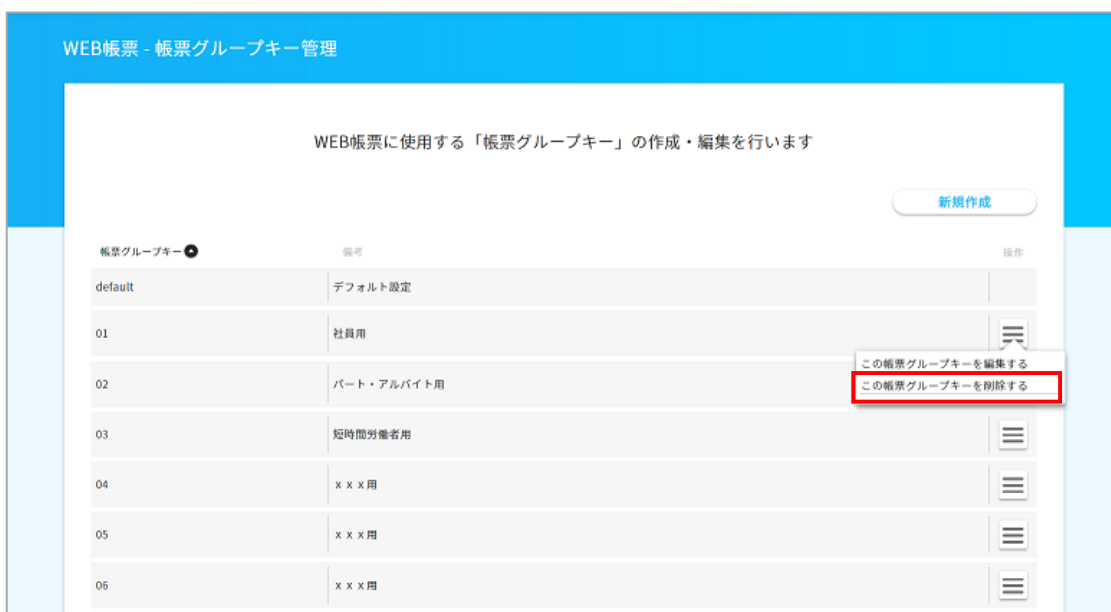 WEB帳票 - 帳票グループキー管理
WEB帳票に使用する「帳票グループキー」の作成・編集を行います
新規作成
帳票グループキー 備考 操作
default デフォルト設定
01 社員用
この帳票グループキーを編集する
02 パート・アルバイト用 この帳票グループキーを削除する
03 短時間労働者用
04 ｘｘｘ用
05 ｘｘｘ用
06 ｘｘｘ用